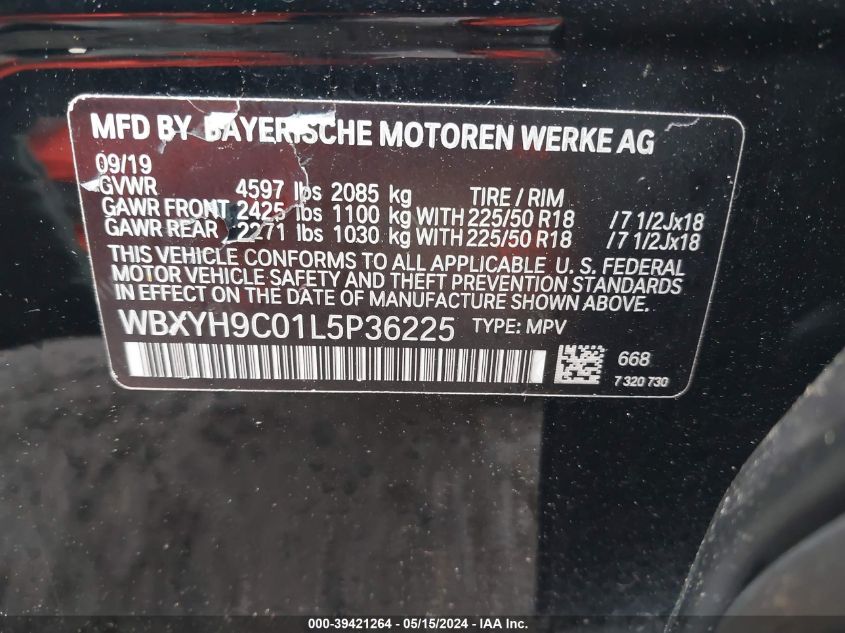 MFD BY BAYERISCHE MOTOREN WERKE AG
09/19
GVWR 4597 lbs 2085 kg TIRE / RIM
GAWR FRONT 2425 lbs 1100 kg WITH 225/50 R18 /7 1/2Jx18
GAWR REAR 2271 lbs 1030 kg WITH 225/50 R18 /7 1/2Jx18
THIS VEHICLE CONFORMS TO ALL APPLICABLE U. S. FEDERAL
MOTOR VEHICLE SAFETY AND THEFT PREVENTION STANDARDS
IN EFFECT ON THE DATE OF MANUFACTURE SHOWN ABOVE.
WBXYH9C01L5P36225 TYPE: MPV
668
7 320 730
000-39421264 - 05/15/2024 - IAA Inc.